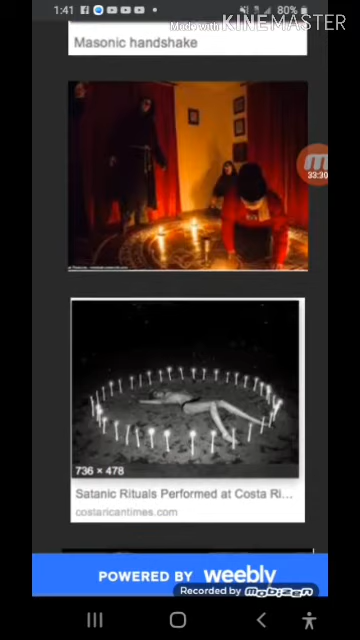 1:41
80%
Made with KINEMASTER
Masonic handshake
33:30
736 × 478
Satanic Rituals Performed at Costa Ri...
costaricantimes.com
POWERED BY weebly
Recorded by mobizen